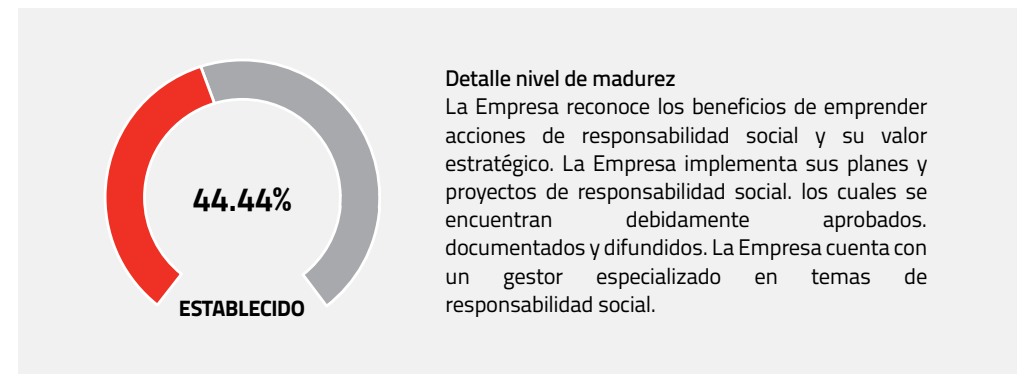 44.44%
ESTABLECIDO
Detalle nivel de madurez
La Empresa reconoce los beneficios de emprender
acciones de responsabilidad social y su valor
estratégico. La Empresa implementa sus planes y
proyectos de responsabilidad social. los cuales se
encuentran debidamente aprobados.
documentados y difundidos. La Empresa cuenta con
un gestor especializado en temas de
responsabilidad social.